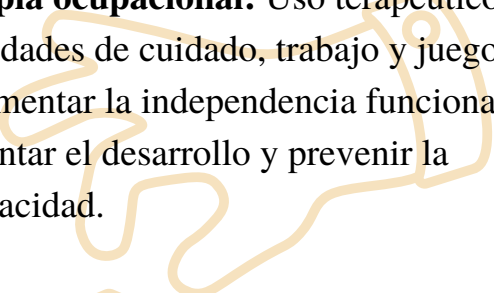 pia ocupacional. Uso terapéutico
dades de cuidado, trabajo y juego
mentar la independencia funciona
ntar el desarrollo y prevenir la
acidad.